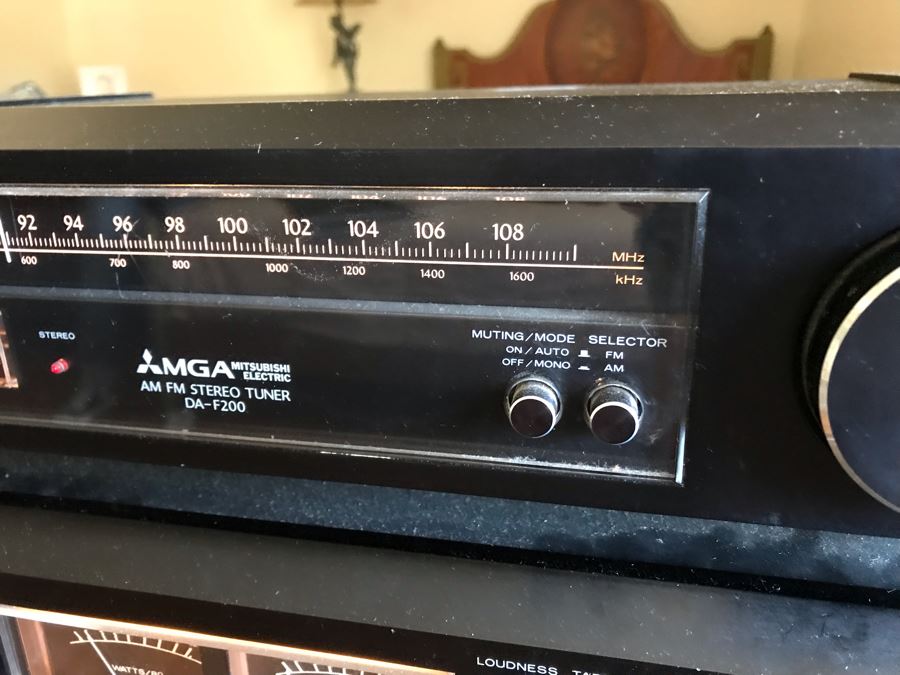 92 94 96 98 100 102 104 106 108
MHz
600 700 800 1000 1200 1400 1600
kHz
STEREO
MGA MITSUBISHI
ELECTRIC
AM FM STEREO TUNER
DA-F200
MUTING/MODE SELECTOR
ON/AUTO FM
OFF/MONO AM
LOUDNESS
WATTS/8Ω